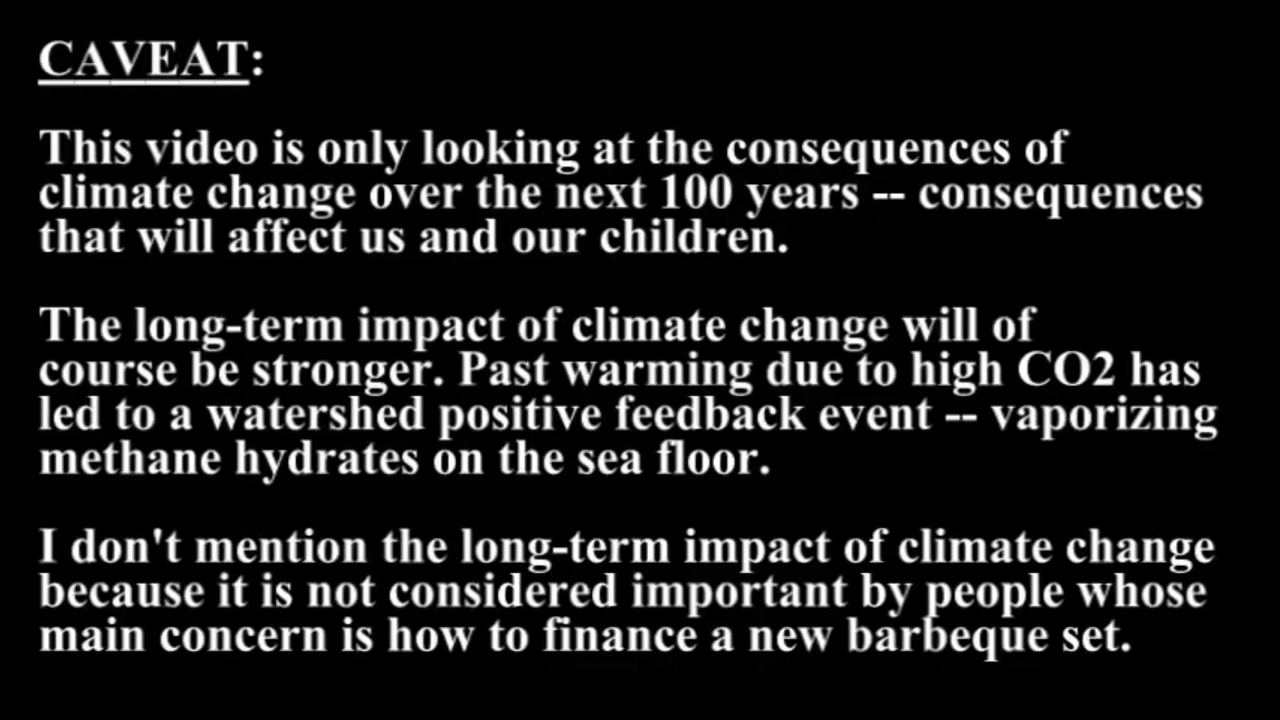 CAVEAT:
This video is only looking at the consequences of
climate change over the next 100 years -- consequences
that will affect us and our children.
The long-term impact of climate change will of
course be stronger. Past warming due to high CO2 has
led to a watershed positive feedback event -- vaporizing
methane hydrates on the sea floor.
I don't mention the long-term impact of climate change
because it is not considered important by people whose
main concern is how to finance a new barbeque set.